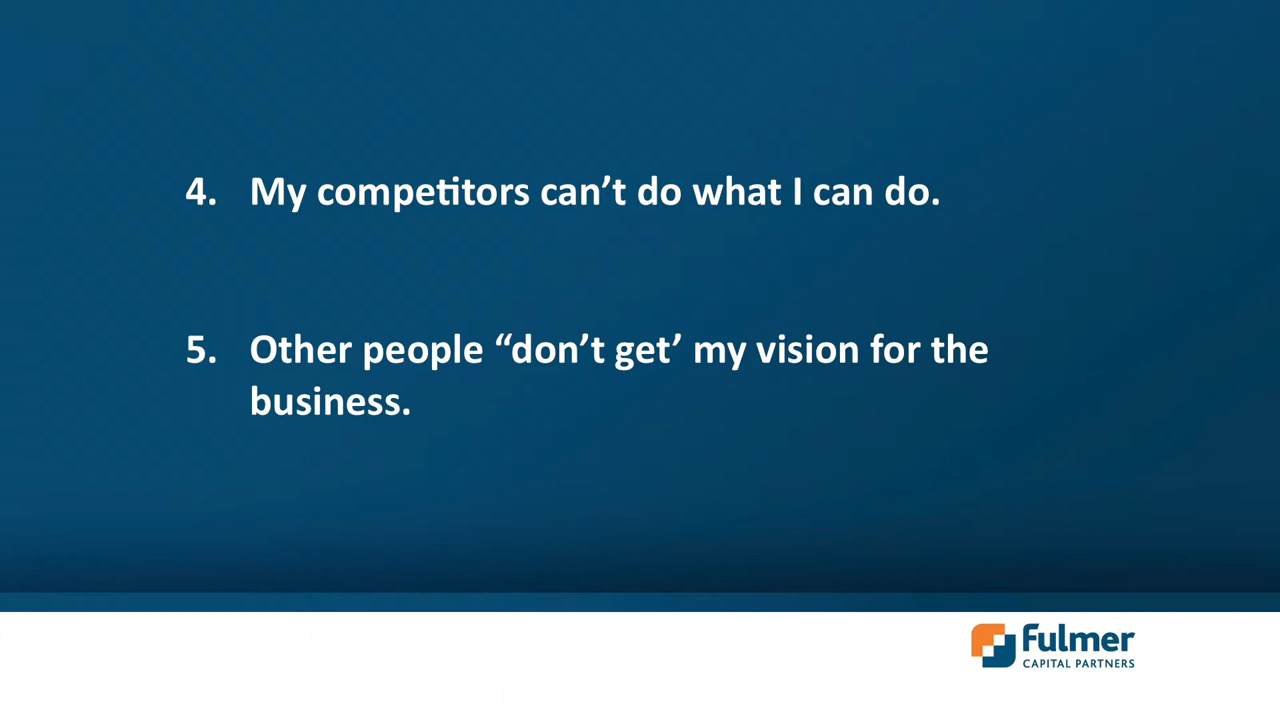 4. My competitors can’t do what I can do.
5. Other people “don’t get’ my vision for the
business.
Fulmer
CAPITAL PARTNERS